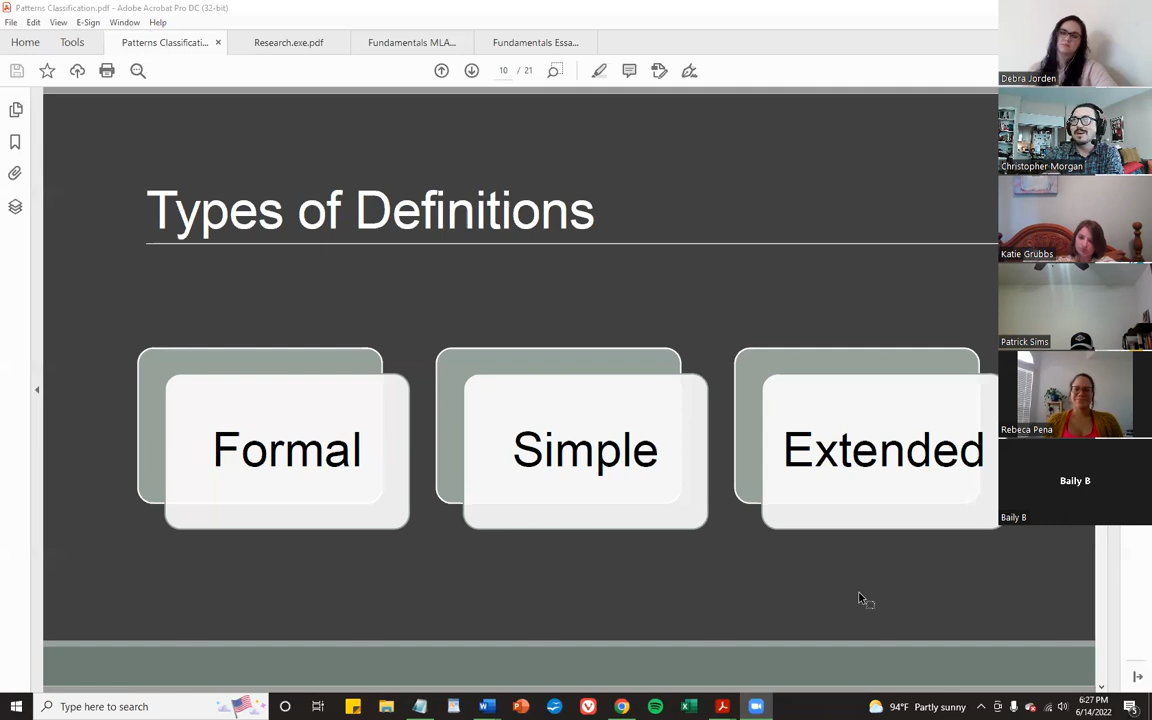 Patterns Classification.pdf - Adobe Acrobat Pro DC (32-bit)
File Edit View E-Sign Window Help
Home Tools Patterns Classificati... × Research.exe.pdf Fundamentals MLA... Fundamentals Essa...
10 / 21
Types of Definitions
Formal Simple Extended
Debra Jorden
Christopher Morgan
Katie Grubbs
Patrick Sims
Rebeca Pena
Baily B
Baily B
Type here to search
94°F Partly sunny
6:27 PM
6/14/2022